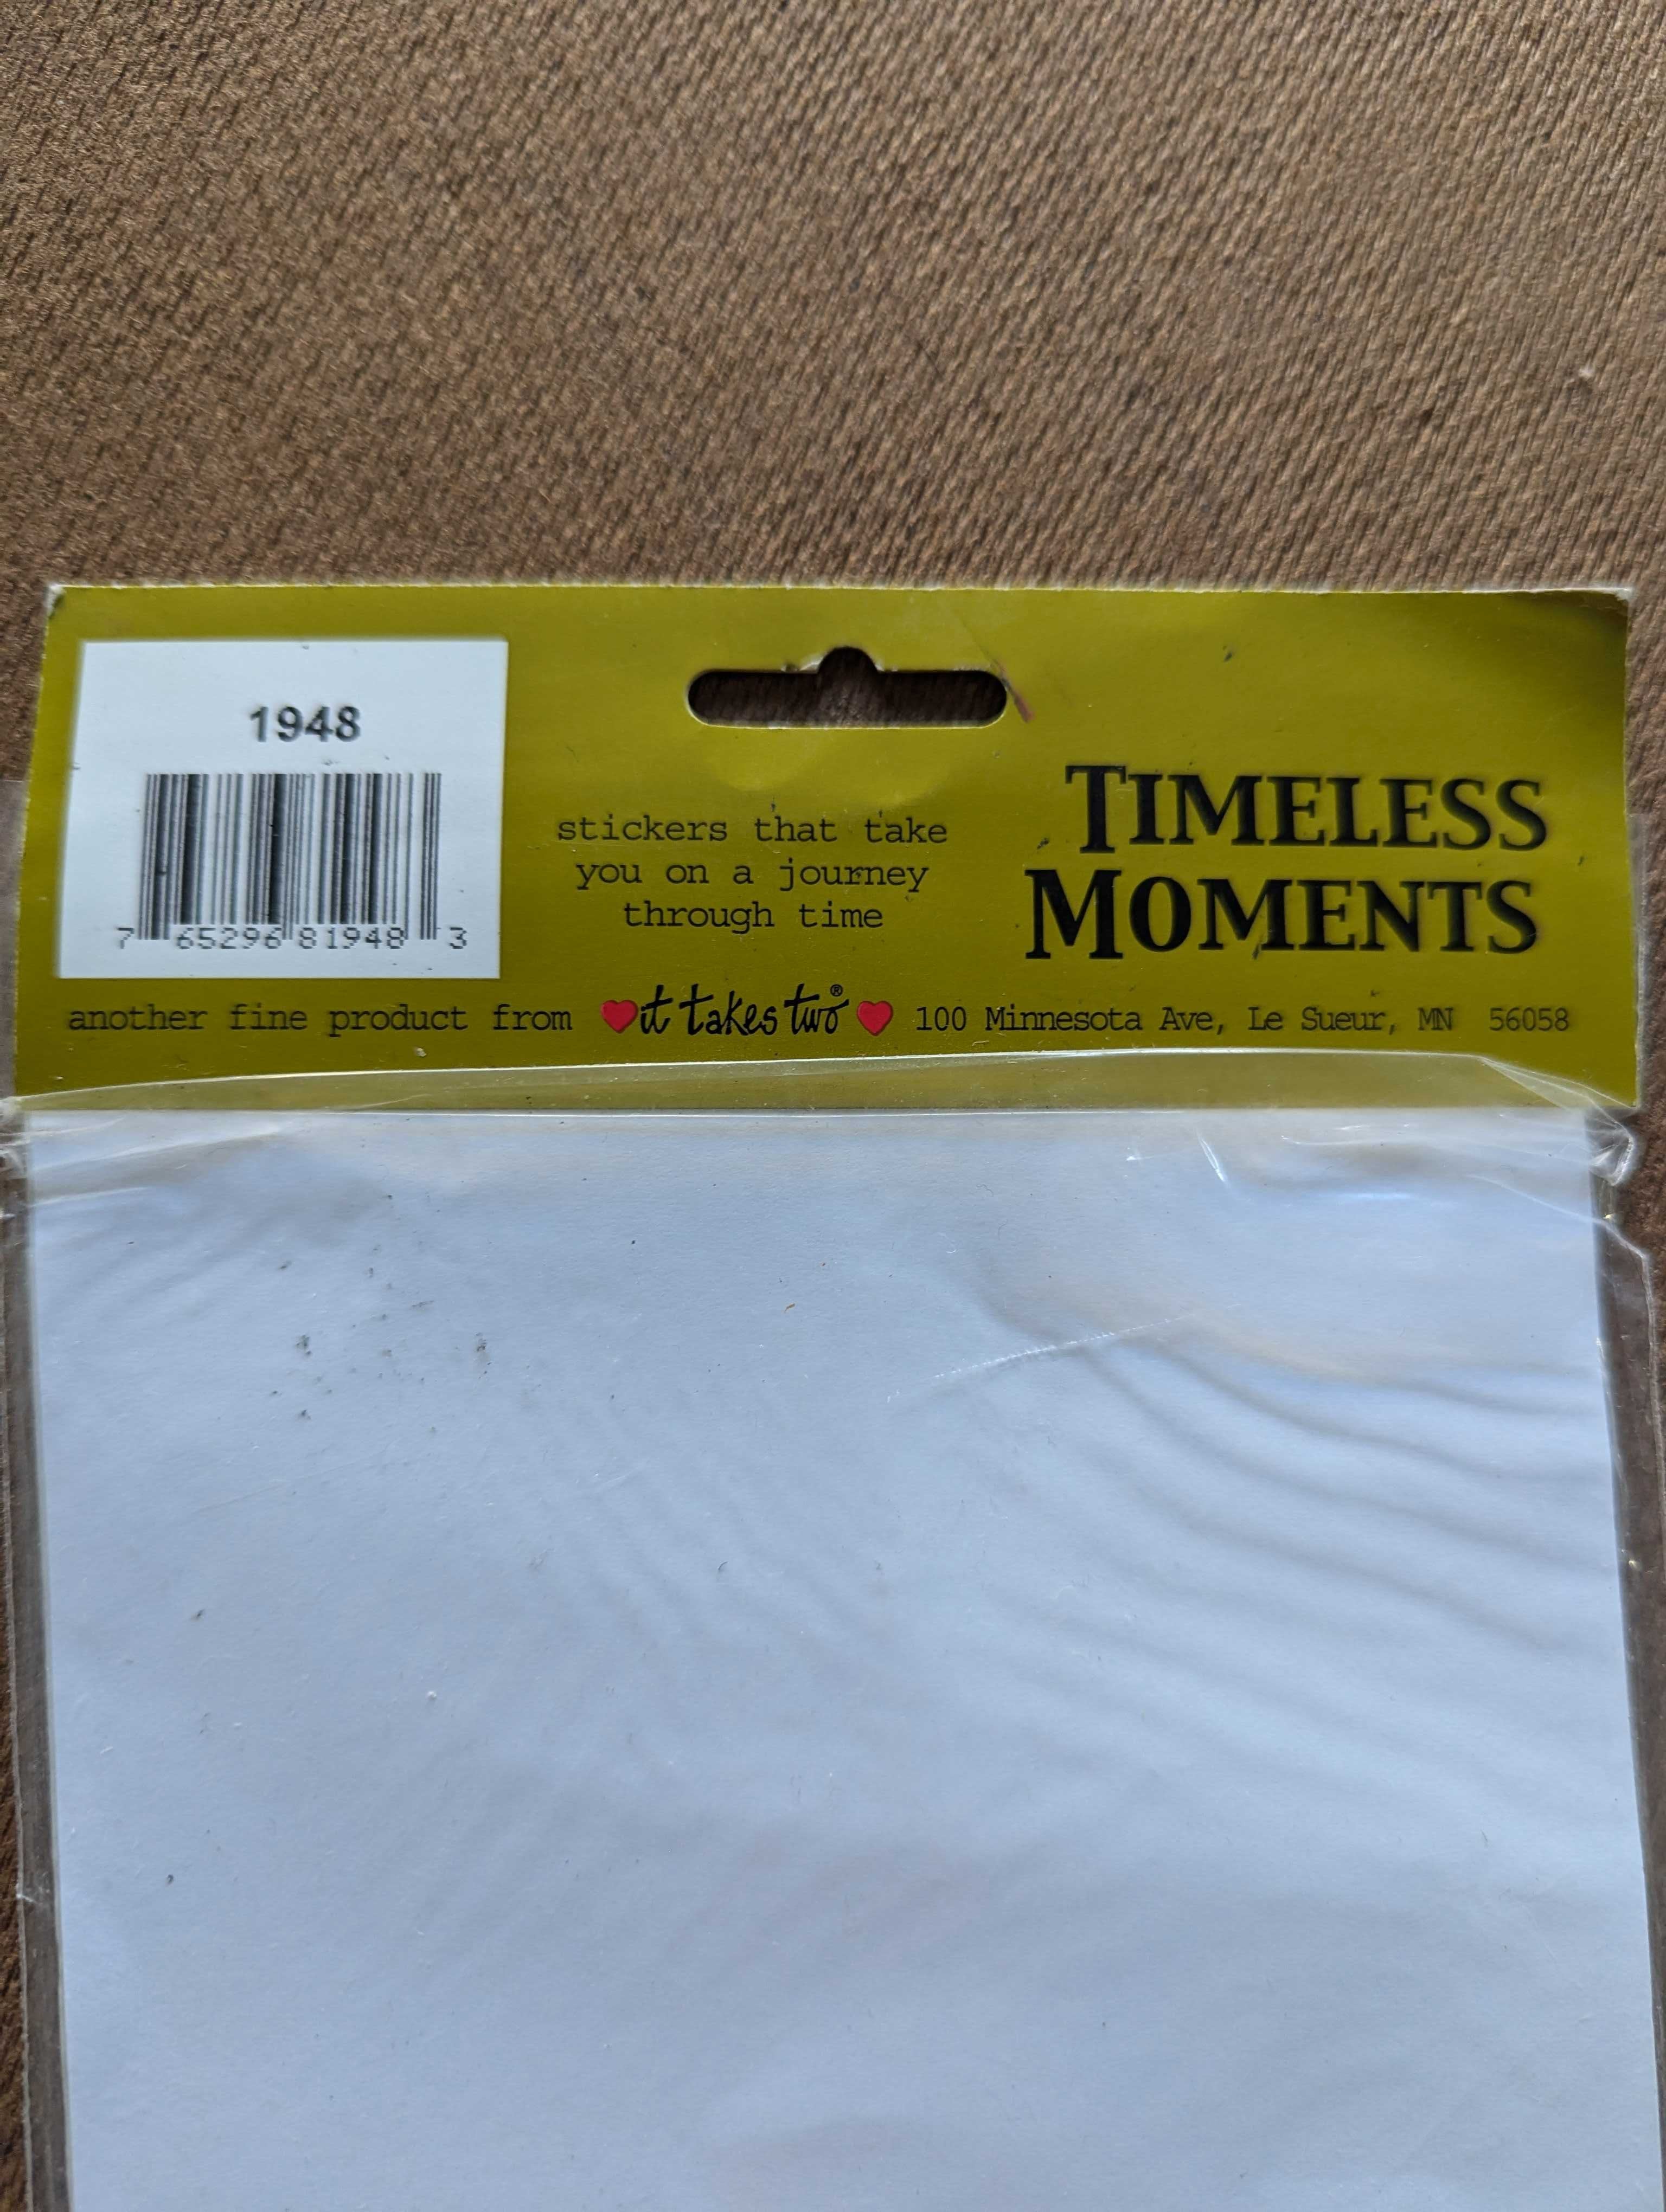 1948
7 65296 81948 3
stickers that take
you on a journey
through time
TIMELESS
MOMENTS
another fine product from it takes two® 100 Minnesota Ave, Le Sueur, MN 56058